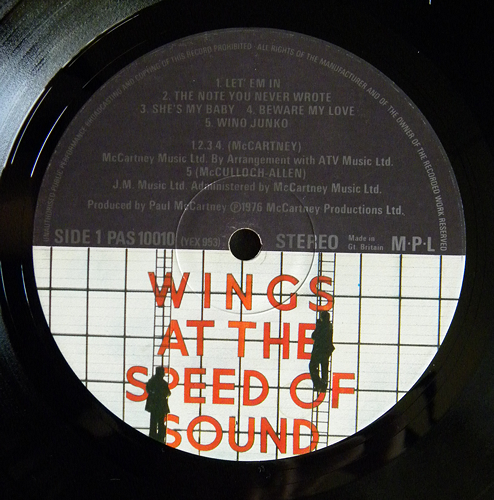 UNAUTHORISED PUBLIC PERFORMANCE BROADCASTING AND COPYING OF THIS RECORD PROHIBITED ALL RIGHTS OF THE MANUFACTURER AND OF THE OWNER OF THE RECORDED WORK RESERVED
1. LET 'EM IN
2. THE NOTE YOU NEVER WROTE
3. SHE'S MY BABY 4. BEWARE MY LOVE
5. WINO JUNKO
1.2.3.4. (McCARTNEY)
McCartney Music Ltd. By Arrangement with ATV Music Ltd.
5 (McCULLOCH-ALLEN)
J.M. Music Ltd. Administered by McCartney Music Ltd.
Produced by Paul McCartney ℗1976 McCartney Productions Ltd.
SIDE 1 PAS 10010 (YEX 953) STEREO Made in Gt. Britain M·P·L
WINGS
AT THE
SPEED OF
SOUND